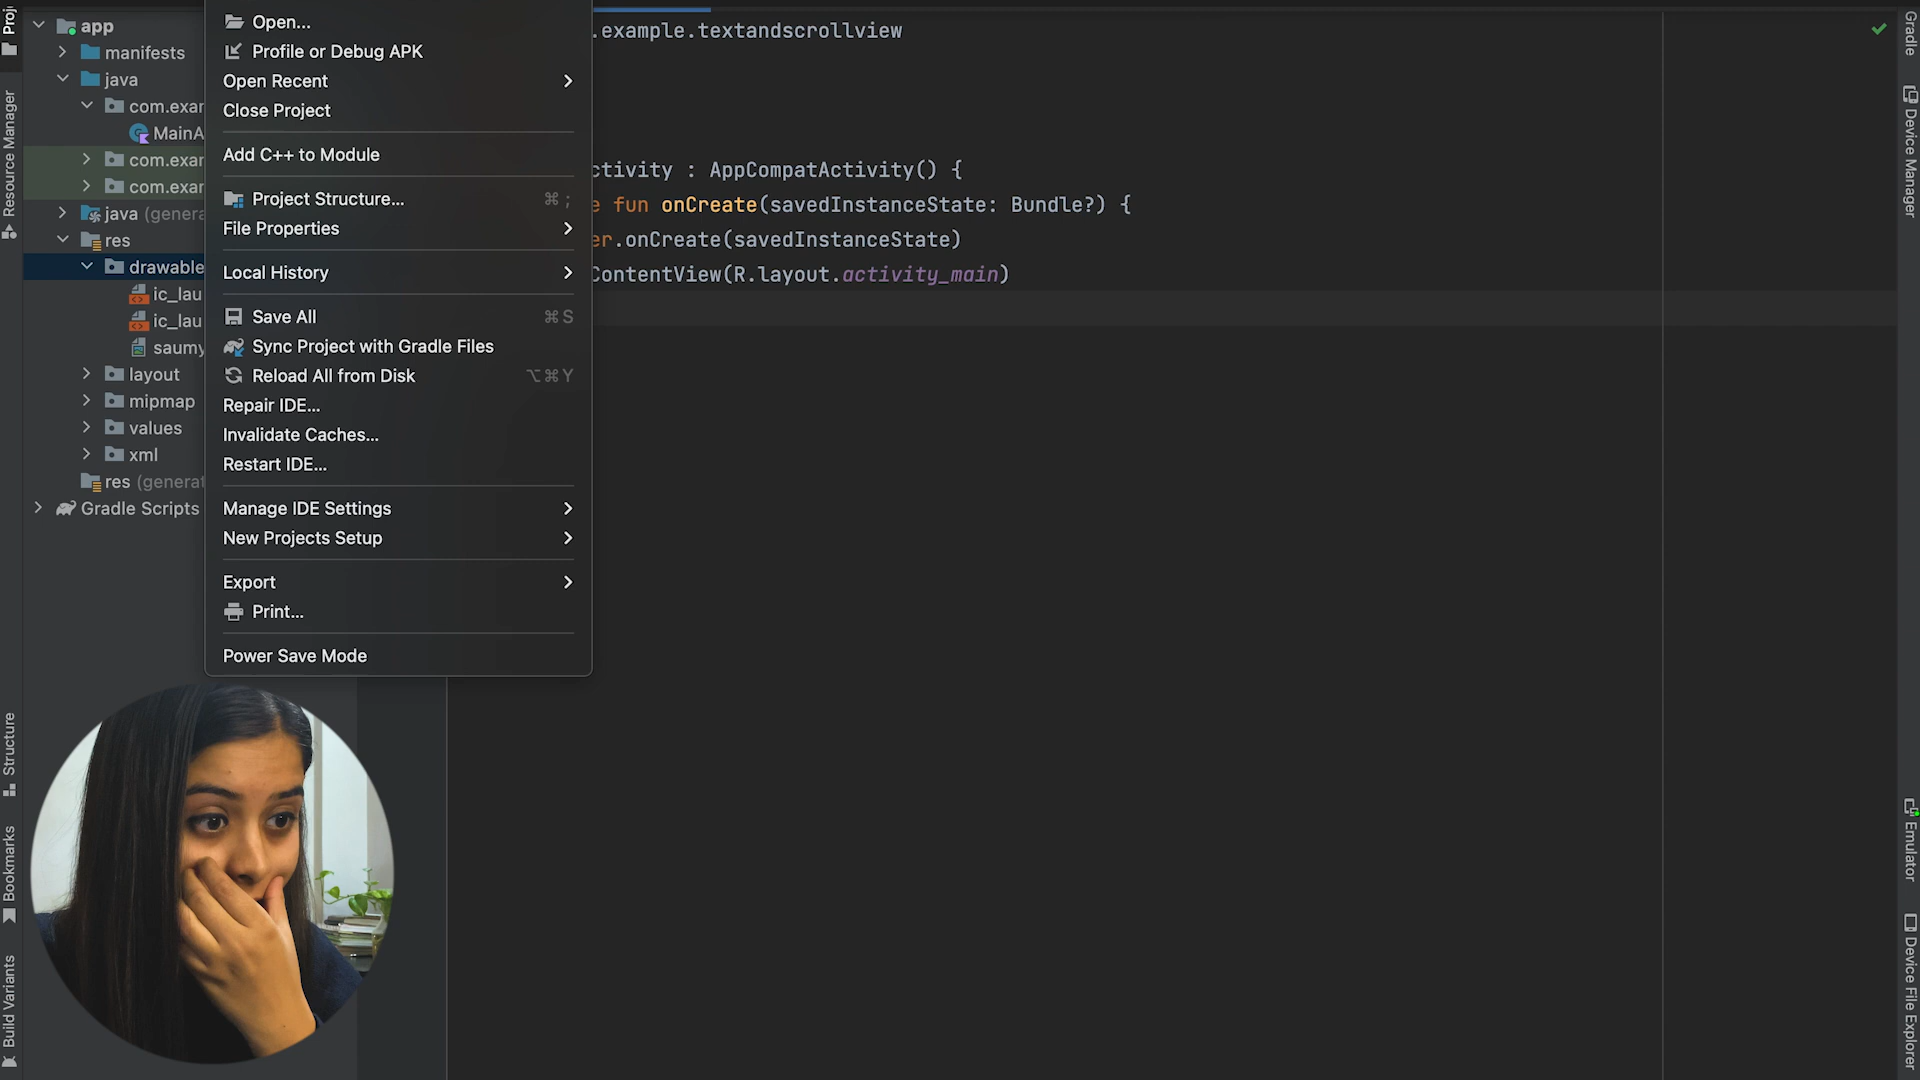 Proj
Resource Manager
Structure
Bookmarks
Build Variants
app
manifests
java
com.exar
MainA
com.exar
com.exar
java (genera
res
drawable
ic_lau
ic_lau
saumy
layout
mipmap
values
xml
res (generat
Gradle Scripts
Open...
Profile or Debug APK
Open Recent
Close Project
Add C++ to Module
Project Structure... ⌘ ;
File Properties
Local History
Save All ⌘ S
Sync Project with Gradle Files
Reload All from Disk ⌥⌘Y
Repair IDE...
Invalidate Caches...
Restart IDE...
Manage IDE Settings
New Projects Setup
Export
Print...
Power Save Mode
.example.textandscrollview
ctivity : AppCompatActivity() {
e fun onCreate(savedInstanceState: Bundle?) {
er.onCreate(savedInstanceState)
ContentView(R.layout.activity_main)
Gradle
Device Manager
Emulator
Device File Explorer